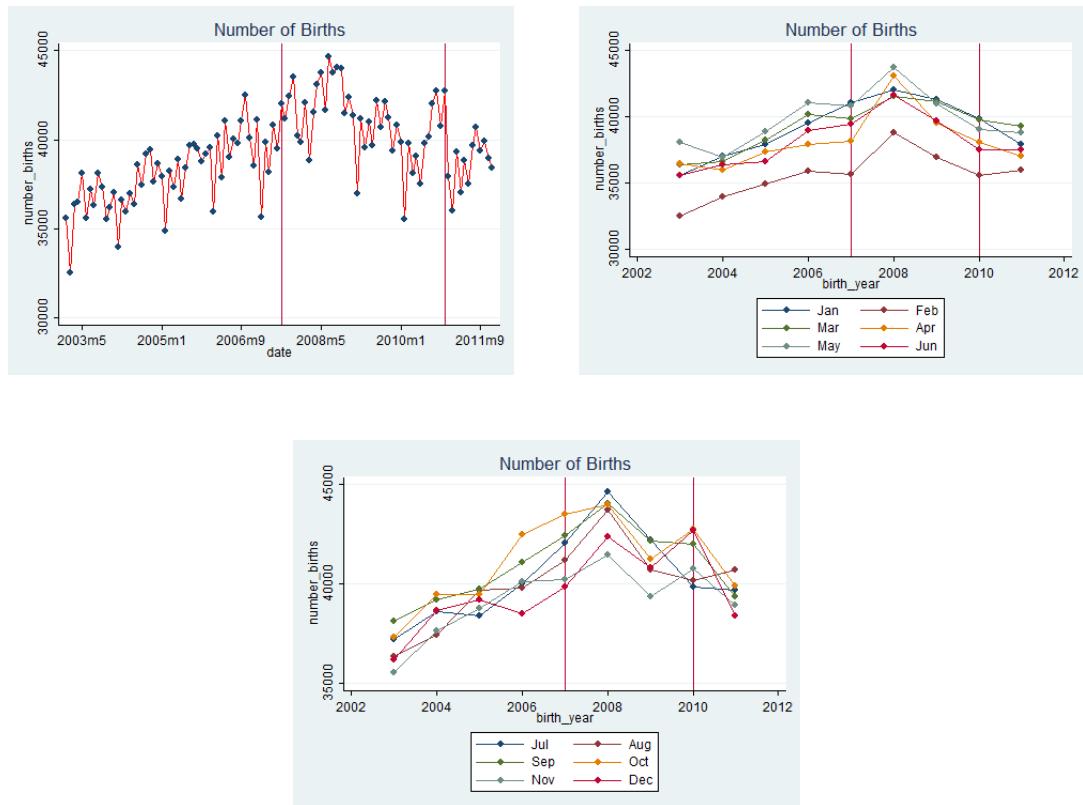 Number of Births
number_births
45000
40000
35000
30000
2003m5 2005m1 2006m9 2008m5 2010m1 2011m9
date
Number of Births
number_births
45000
40000
35000
30000
2002 2004 2006 2008 2010 2012
birth_year
Jan Feb
Mar Apr
May Jun
Number of Births
number_births
45000
40000
35000
2002 2004 2006 2008 2010 2012
birth_year
Jul Aug
Sep Oct
Nov Dec